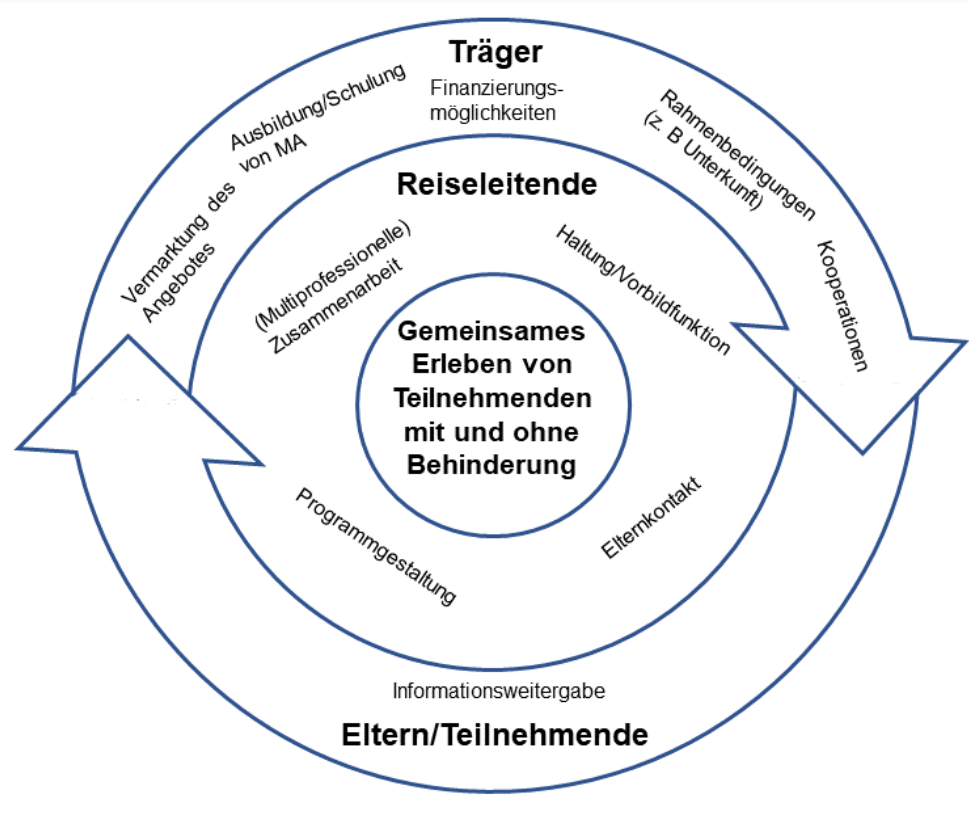 Träger
Finanzierungs-
möglichkeiten
Ausbildung/Schulung
von MA
Vermarktung des
Angebotes
Rahmenbedingungen
(z. B Unterkunft)
Kooperationen
Reiseleitende
(Multiprofessionelle)
Zusammenarbeit
Haltung/Vorbildfunktion
Gemeinsames
Erleben von
Teilnehmenden
mit und ohne
Behinderung
Programmgestaltung
Elternkontakt
Informationsweitergabe
Eltern/Teilnehmende